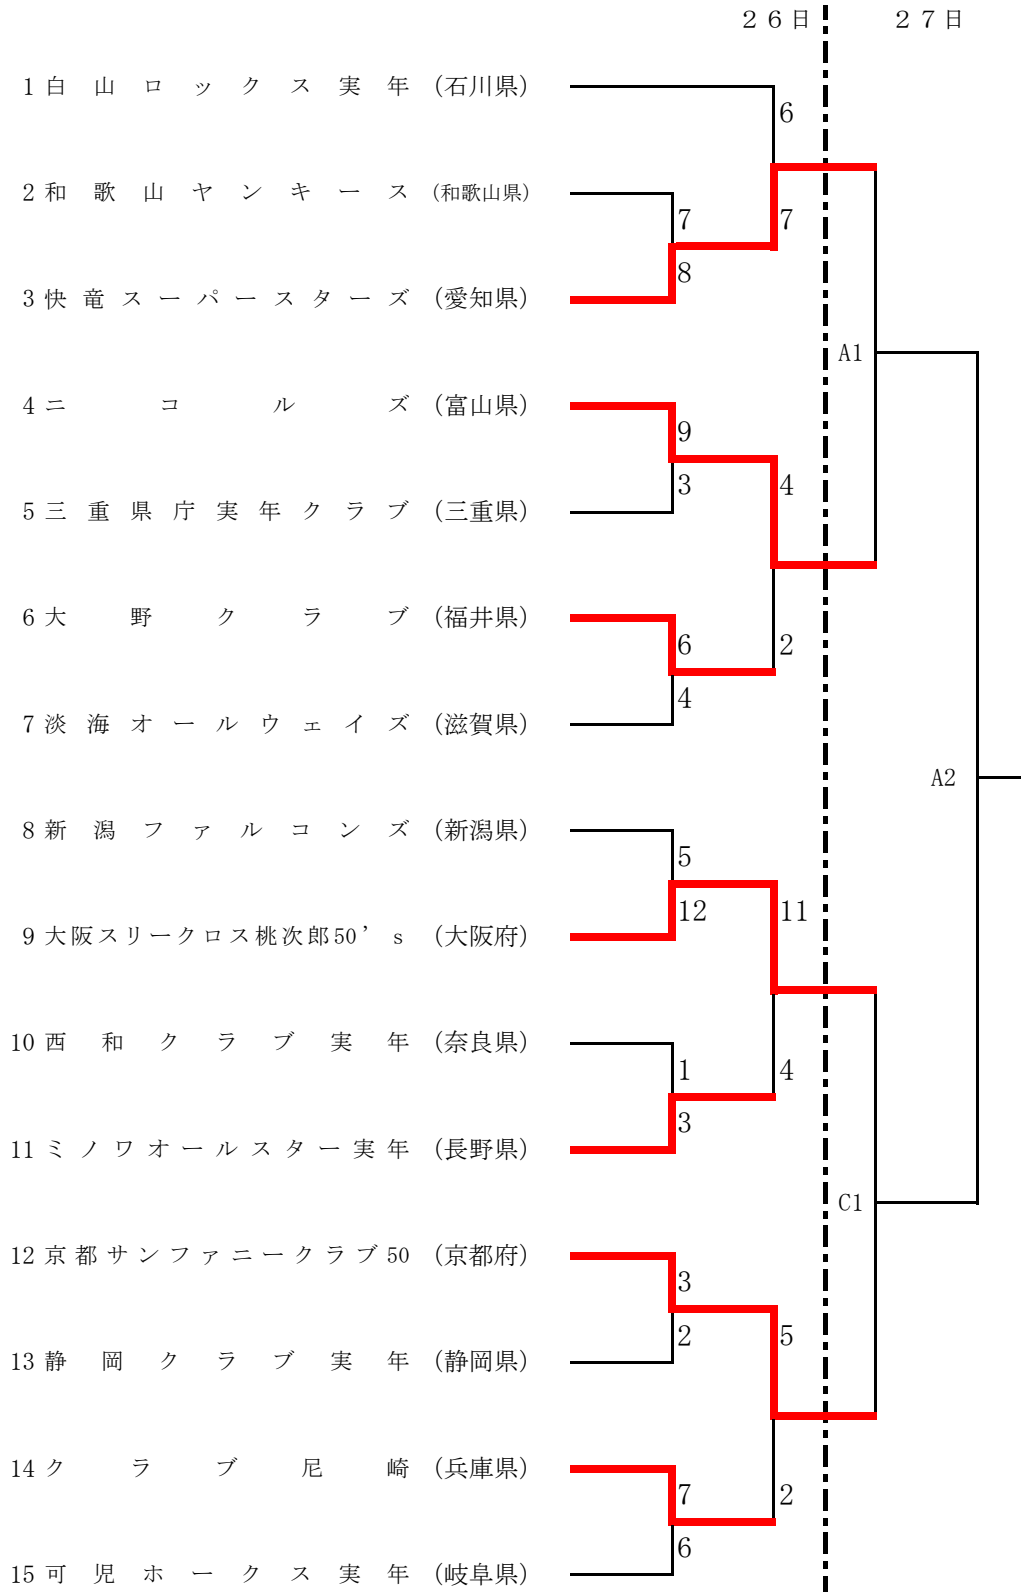 ２６日 ２７日
1 白山ロックス実年 (石川県)
6
2 和歌山ヤンキース (和歌山県)
7 7
8
3 快竜スーパースターズ (愛知県)
A1
4 ニコルズ (富山県)
9
3 4
5 三重県庁実年クラブ (三重県)
6 大野クラブ (福井県)
6 2
4
7 淡海オールウェイズ (滋賀県)
A2
8 新潟ファルコンズ (新潟県)
5
12 11
9 大阪スリークロス桃次郎50’s (大阪府)
10 西和クラブ実年 (奈良県)
1 4
3
11 ミノワオールスター実年 (長野県)
C1
12 京都サンファニークラブ50 (京都府)
3
2 5
13 静岡クラブ実年 (静岡県)
14 クラブ尼崎 (兵庫県)
7 2
6
15 可児ホークス実年 (岐阜県)